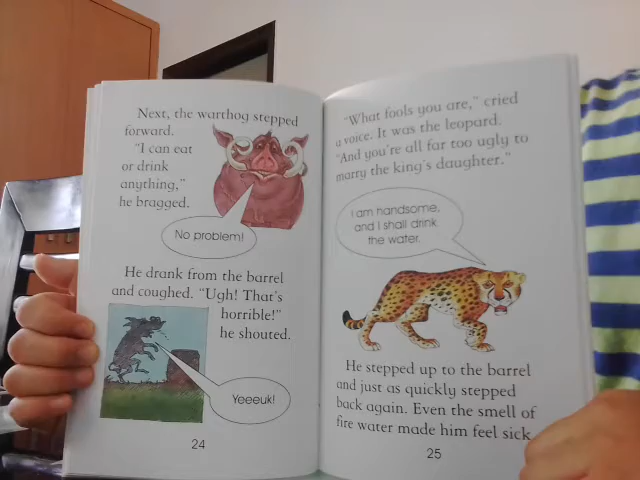 Next, the warthog stepped
forward.
"I can eat
or drink
anything,"
he bragged.
No problem!
He drank from the barrel
and coughed. "Ugh! That's
horrible!"
he shouted.
Yeeeuk!
24
"What fools you are," cried
a voice. It was the leopard.
"And you're all far too ugly to
marry the king's daughter."
I am handsome,
and I shall drink
the water.
He stepped up to the barrel
and just as quickly stepped
back again. Even the smell of
fire water made him feel sick.
25